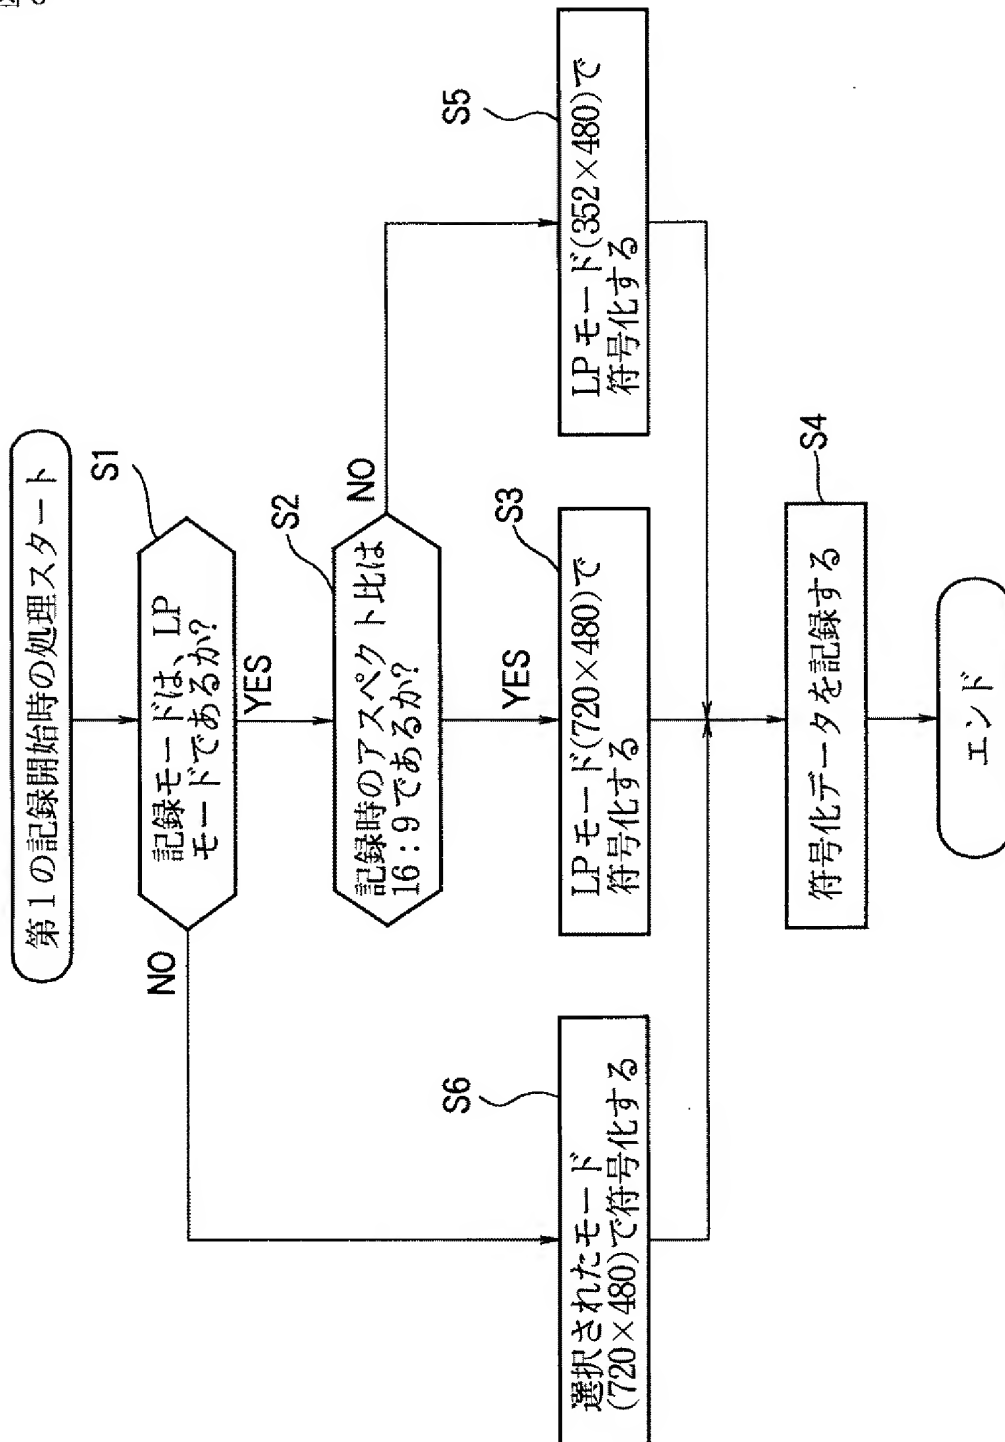 第1の記録開始時の処理スタート
S1
記録モードは、LP
モードであるか?
NO
YES
S2
記録時のアスペクト比は
16:9であるか?
NO
YES
S6
選択されたモード
(720×480)で符号化する
S3
LPモード(720×480)で
符号化する
S5
LPモード(352×480)で
符号化する
S4
符号化データを記録する
エンド